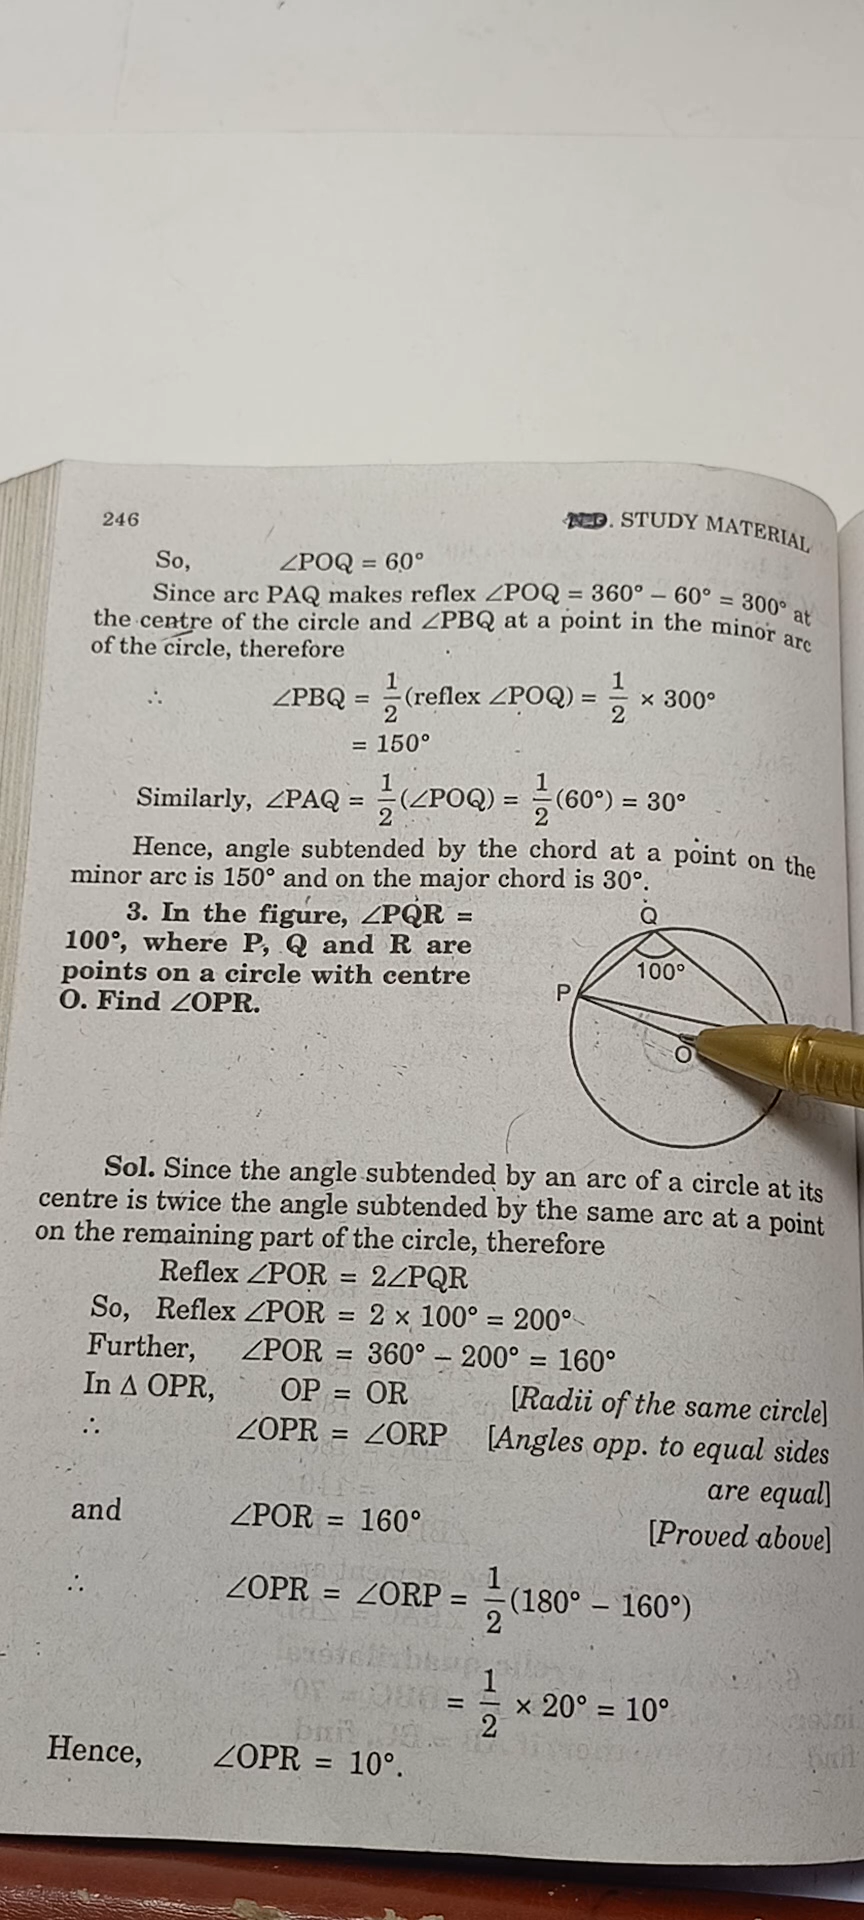 246
. STUDY MATERIAL
So, ∠POQ = 60°
Since arc PAQ makes reflex ∠POQ = 360° – 60° = 300° at
the centre of the circle and ∠PBQ at a point in the minor arc
of the circle, therefore
∴ ∠PBQ = 1/2 (reflex ∠POQ) = 1/2 × 300°
= 150°
Similarly, ∠PAQ = 1/2 (∠POQ) = 1/2 (60°) = 30°
Hence, angle subtended by the chord at a point on the
minor arc is 150° and on the major chord is 30°.
3. In the figure, ∠PQR =
100°, where P, Q and R are
points on a circle with centre
O. Find ∠OPR.
Q
100°
P
O
Sol. Since the angle subtended by an arc of a circle at its
centre is twice the angle subtended by the same arc at a point
on the remaining part of the circle, therefore
Reflex ∠POR = 2∠PQR
So, Reflex ∠POR = 2 × 100° = 200°
Further, ∠POR = 360° – 200° = 160°
In Δ OPR, OP = OR [Radii of the same circle]
∴ ∠OPR = ∠ORP [Angles opp. to equal sides
are equal]
and ∠POR = 160° [Proved above]
∴ ∠OPR = ∠ORP = 1/2 (180° – 160°)
= 1/2 × 20° = 10°
Hence, ∠OPR = 10°.